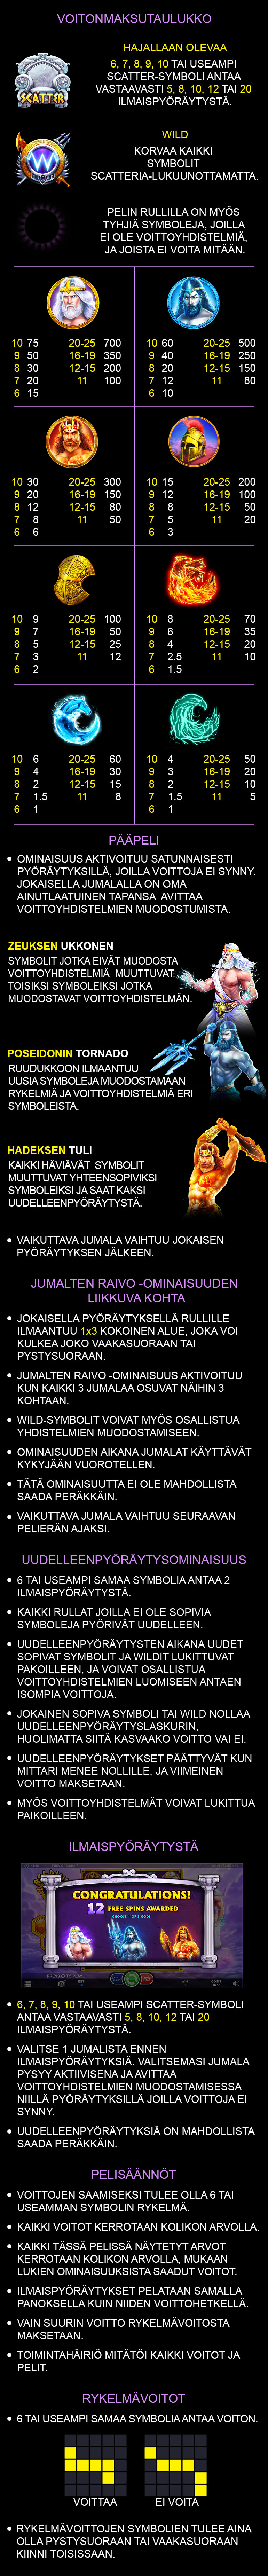 VOITONMAKSUTAULUKKO
HAJALLAAN OLEVAA
6, 7, 8, 9, 10 TAI USEAMPI
SCATTER-SYMBOLI ANTAA
VASTAAVASTI 5, 8, 10, 12 TAI 20
ILMAISPYÖRÄYTYSTÄ.
SCATTER
WILD
KORVAA KAIKKI
SYMBOLIT
SCATTERIA-LUKUUNOTTAMATTA.
W
PELIN RULLILLA ON MYÖS
TYHJIÄ SYMBOLEJA, JOILLA
EI OLE VOITTOYHDISTELMIÄ,
JA JOISTA EI VOITA MITÄÄN.
10 75 20-25 700
9 50 16-19 350
8 30 12-15 200
7 20 11 100
6 15
10 60 20-25 500
9 40 16-19 250
8 20 12-15 150
7 12 11 80
6 10
10 30 20-25 300
9 20 16-19 150
8 12 12-15 80
7 8 11 50
6 6
10 15 20-25 200
9 12 16-19 100
8 8 12-15 50
7 5 11 20
6 3
10 9 20-25 100
9 7 16-19 50
8 5 12-15 25
7 3 11 12
6 2
10 8 20-25 70
9 6 16-19 35
8 4 12-15 20
7 2.5 11 10
6 1.5
10 6 20-25 60
9 4 16-19 30
8 2 12-15 15
7 1.5 11 8
6 1
10 4 20-25 50
9 3 16-19 20
8 2 12-15 10
7 1.5 11 5
6 1
PÄÄPELI
• OMINAISUUS AKTIVOITUU SATUNNAISESTI
PYÖRÄYTYKSILLÄ, JOILLA VOITTOJA EI SYNNY.
JOKAISELLA JUMALALLA ON OMA
AINUTLAATUINEN TAPANSA AVITTAA
VOITTOYHDISTELMIEN MUODOSTUMISTA.
ZEUKSEN UKKONEN
SYMBOLIT JOTKA EIVÄT MUODOSTA
VOITTOYHDISTELMIÄ MUUTTUVAT
TOISIKSI SYMBOLEIKSI JOTKA
MUODOSTAVAT VOITTOYHDISTELMÄN.
POSEIDONIN TORNADO
RUUDUKKOON ILMAANTUU
UUSIA SYMBOLEJA MUODOSTAMAAN
RYKELMIÄ JA VOITTOYHDISTELMIÄ ERI
SYMBOLEISTA.
HADEKSEN TULI
KAIKKI HÄVIÄVÄT SYMBOLIT
MUUTTUVAT YHTEENSOPIVIKSI
SYMBOLEIKSI JA SAAT KAKSI
UUDELLEENPYÖRÄYTYSTÄ.
• VAIKUTTAVA JUMALA VAIHTUU JOKAISEN
PYÖRÄYTYKSEN JÄLKEEN.
JUMALTEN RAIVO -OMINAISUUDEN
LIIKKUVA KOHTA
• JOKAISELLA PYÖRÄYTYKSELLÄ RULLILLE
ILMAANTUU 1x3 KOKOINEN ALUE, JOKA VOI
KULKEA JOKO VAAKASUORAAN TAI
PYSTYSUORAAN.
• JUMALTEN RAIVO -OMINAISUUS AKTIVOITUU
KUN KAIKKI 3 JUMALAA OSUVAT NÄIHIN 3
KOHTAAN.
• WILD-SYMBOLIT VOIVAT MYÖS OSALLISTUA
YHDISTELMIEN MUODOSTAMISEEN.
• OMINAISUUDEN AIKANA JUMALAT KÄYTTÄVÄT
KYKYJÄÄN VUOROTELLEN.
• TÄTÄ OMINAISUUTTA EI OLE MAHDOLLISTA
SAADA PERÄKKÄIN.
• VAIKUTTAVA JUMALA VAIHTUU SEURAAVAN
PELIERÄN AJAKSI.
UUDELLEENPYÖRÄYTYSOMINAISUUS
• 6 TAI USEAMPI SAMAA SYMBOLIA ANTAA 2
ILMAISPYÖRÄYTYSTÄ.
• KAIKKI RULLAT JOILLA EI OLE SOPIVIA
SYMBOLEJA PYÖRIVÄT UUDELLEEN.
• UUDELLEENPYÖRÄYTYSTEN AIKANA UUDET
SOPIVAT SYMBOLIT JA WILDIT LUKITTUVAT
PAKOILLEEN, JA VOIVAT OSALLISTUA
VOITTOYHDISTELMIEN LUOMISEEN ANTAEN
ISOMPIA VOITTOJA.
• JOKAINEN SOPIVA SYMBOLI TAI WILD NOLLAA
UUDELLEENPYÖRÄYTYSLASKURIN,
HUOLIMATTA SIITÄ KASVAAKO VOITTO VAI EI.
• UUDELLEENPYÖRÄYTYKSET PÄÄTTYVÄT KUN
MITTARI MENEE NOLLILLE, JA VIIMEINEN
VOITTO MAKSETAAN.
• MYÖS VOITTOYHDISTELMÄT VOIVAT LUKITTUA
PAIKOILLEEN.
ILMAISPYÖRÄYTYSTÄ
CONGRATULATIONS!
12 FREE SPINS AWARDED
CHOOSE 1 OF 3 GODS
• 6, 7, 8, 9, 10 TAI USEAMPI SCATTER-SYMBOLI
ANTAA VASTAAVASTI 5, 8, 10, 12 TAI 20
ILMAISPYÖRÄYTYSTÄ.
• VALITSE 1 JUMALISTA ENNEN
ILMAISPYÖRÄYTYKSIÄ. VALITSEMASI JUMALA
PYSYY AKTIIVISENA JA AVITTAA
VOITTOYHDISTELMIEN MUODOSTAMISESSA
NIILLÄ PYÖRÄYTYKSILLÄ JOILLA VOITTOJA EI
SYNNY.
• UUDELLEENPYÖRÄYTYKSIÄ ON MAHDOLLISTA
SAADA PERÄKKÄIN.
PELISÄÄNNÖT
• VOITTOJEN SAAMISEKSI TULEE OLLA 6 TAI
USEAMMAN SYMBOLIN RYKELMÄ.
• KAIKKI VOITOT KERROTAAN KOLIKON ARVOLLA.
• KAIKKI TÄSSÄ PELISSÄ NÄYTETYT ARVOT
KERROTAAN KOLIKON ARVOLLA, MUKAAN
LUKIEN OMINAISUUKSISTA SAADUT VOITOT.
• ILMAISPYÖRÄYTYKSET PELATAAN SAMALLA
PANOKSELLA KUIN NIIDEN VOITTOHETKELLÄ.
• VAIN SUURIN VOITTO RYKELMÄVOITOSTA
MAKSETAAN.
• TOIMINTAHÄIRIÖ MITÄTÖI KAIKKI VOITOT JA
PELIT.
RYKELMÄVOITOT
• 6 TAI USEAMPI SAMAA SYMBOLIA ANTAA VOITON.
VOITTAA EI VOITA
• RYKELMÄVOITTOJEN SYMBOLIEN TULEE AINA
OLLA PYSTYSUORAAN TAI VAAKASUORAAN
KIINNI TOISISSAAN.